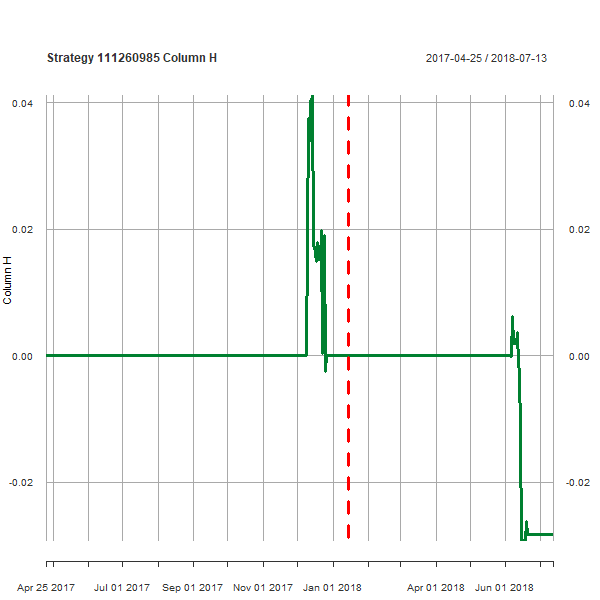 Strategy 111260985 Column H
2017-04-25 / 2018-07-13
0.04 0.04
0.02 0.02
Column H
0.00 0.00
-0.02 -0.02
Apr 25 2017 Jul 01 2017 Sep 01 2017 Nov 01 2017 Jan 01 2018 Apr 01 2018 Jun 01 2018